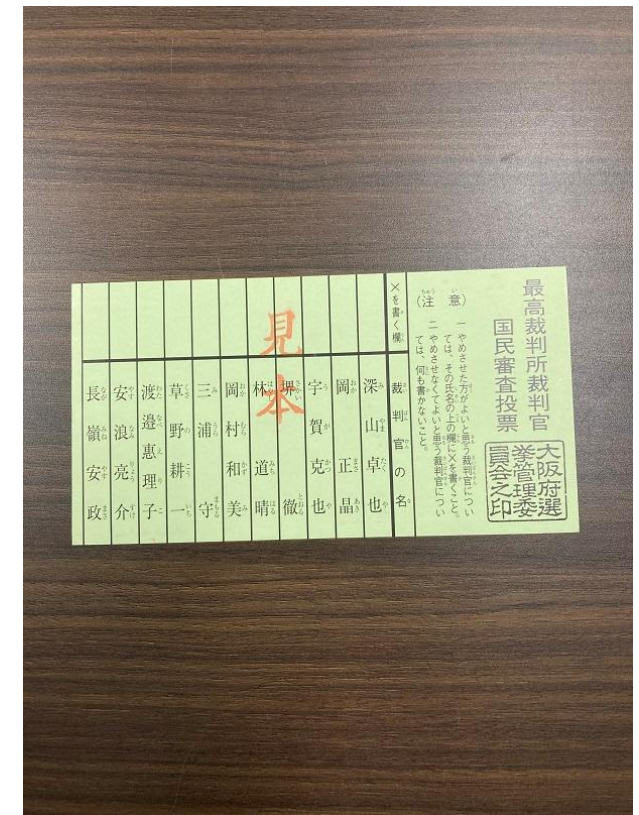 最高裁判所裁判官
国民審査投票
大阪府選
挙管理委
員会之印
(注意)
一 やめさせた方がよいと思う裁判官につい
ては、その氏名の上の欄に×を書くこと。
二 やめさせなくてよいと思う裁判官につい
ては、何も書かないこと。
×を書く欄
裁判官の名
深山卓也
岡正晶
宇賀克也
堺徹
林道晴
岡村和美
三浦守
草野耕一
渡邉惠理子
安浪亮介
長嶺安政
見本